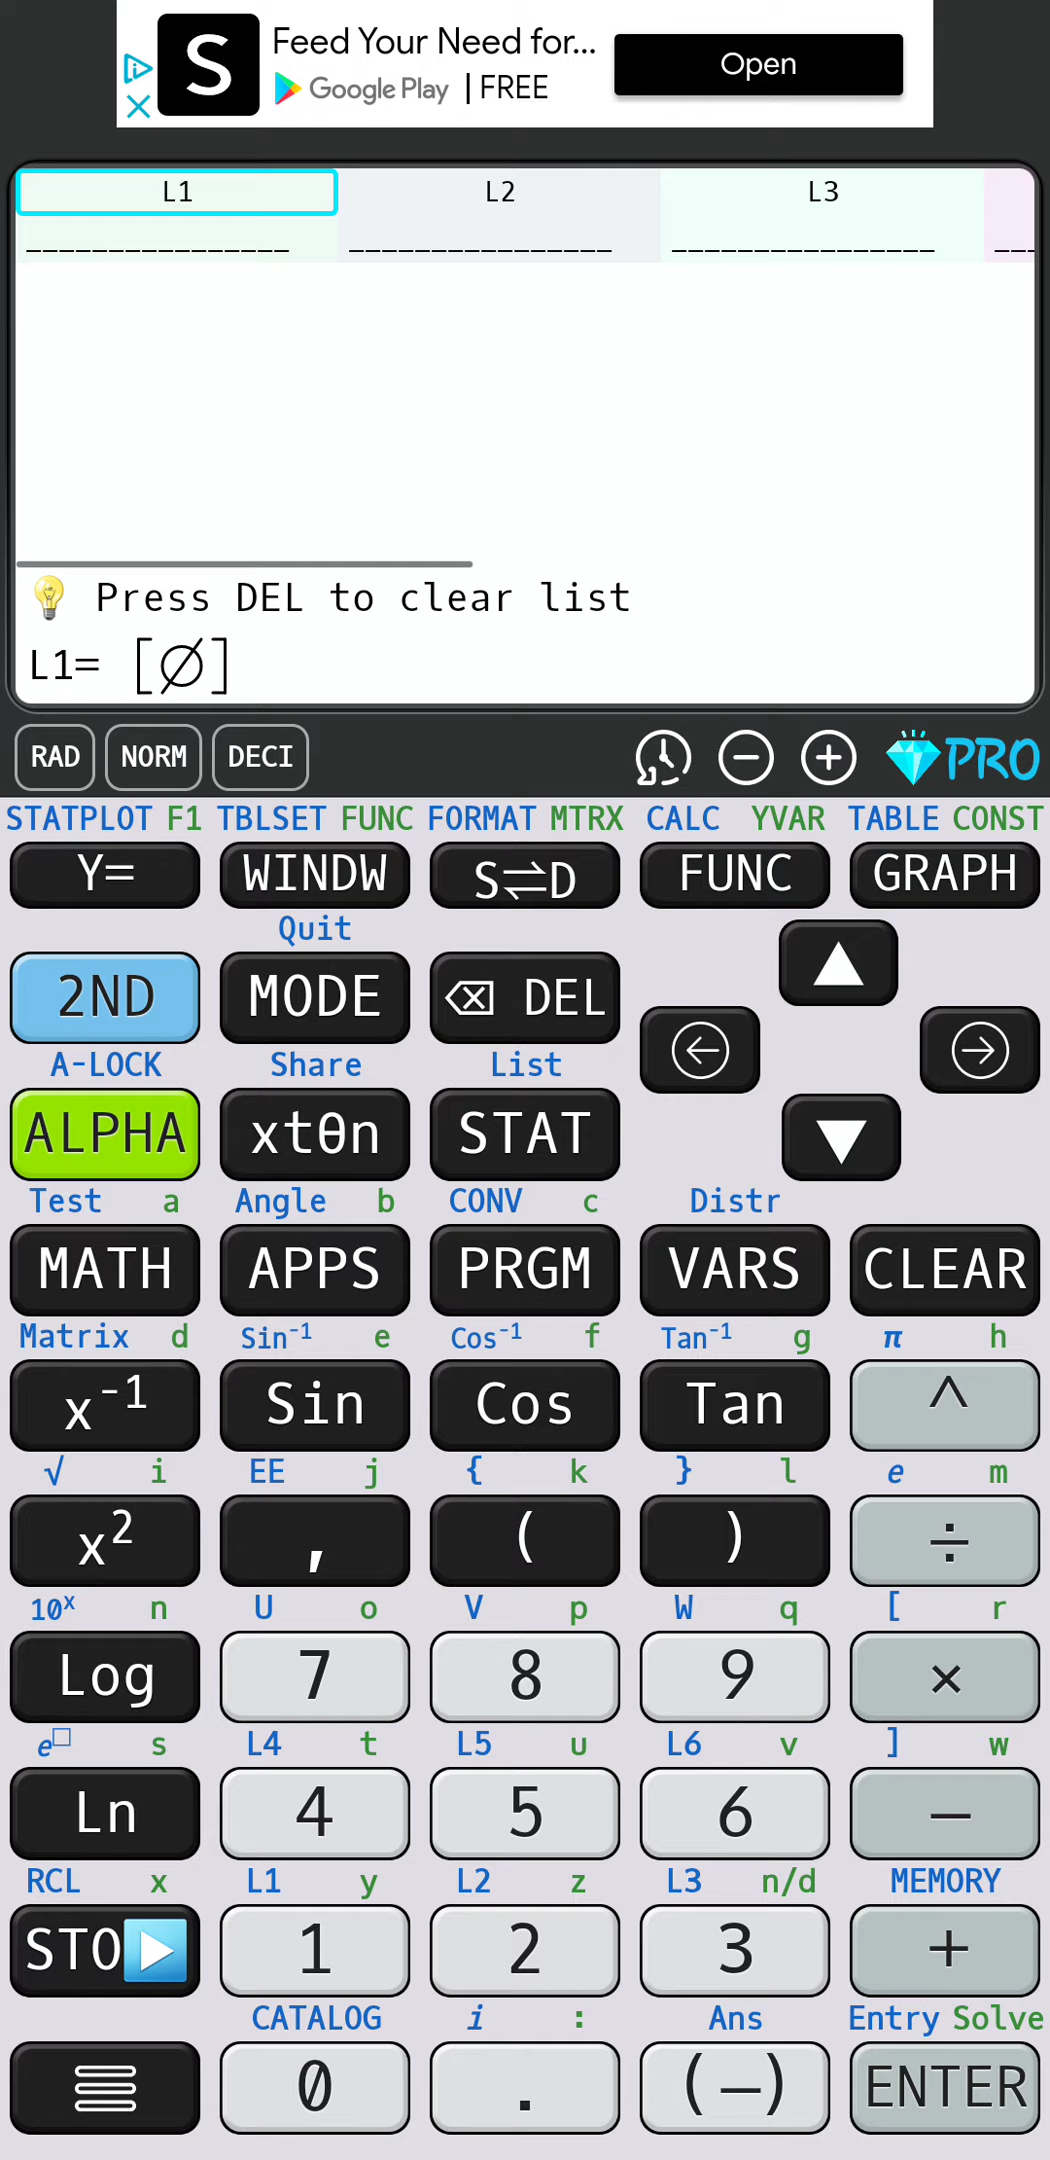 S Feed Your Need for... Open
Google Play | FREE
L1 L2 L3
💡 Press DEL to clear list
L1= [∅]
RAD NORM DECI PRO
STATPLOT F1 TBLSET FUNC FORMAT MTRX CALC YVAR TABLE CONST
Y= WINDW S⇌D FUNC GRAPH
Quit
2ND MODE ⌫ DEL ▲
A-LOCK Share List ← →
ALPHA xtθn STAT ▼
Test a Angle b CONV c Distr
MATH APPS PRGM VARS CLEAR
Matrix d Sin⁻¹ e Cos⁻¹ f Tan⁻¹ g π h
x⁻¹ Sin Cos Tan ^
√ i EE j { k } l e m
x² , ( ) ÷
10ˣ n U o V p W q [ r
Log 7 8 9 ×
e□ s L4 t L5 u L6 v ] w
Ln 4 5 6 −
RCL x L1 y L2 z L3 n/d MEMORY
STO▶ 1 2 3 +
CATALOG i : Ans Entry Solve
0 . (−) ENTER